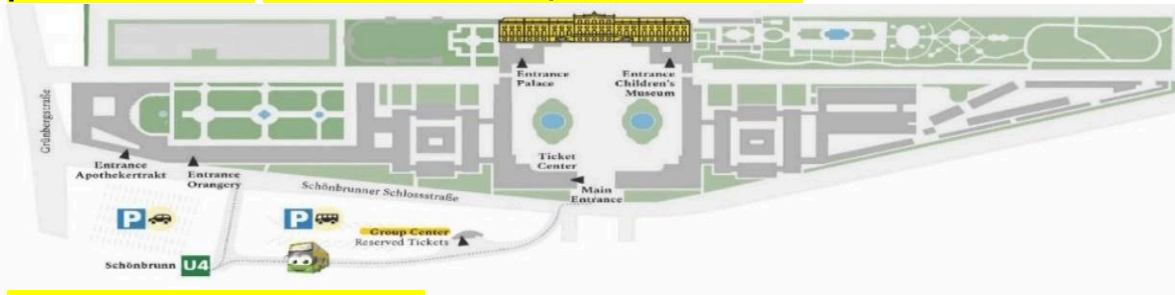 Entrance
Palace
Entrance
Children's
Museum
Grünbergstraße
Ticket
Center
Entrance
Apothekertrakt
Entrance
Orangery
Schönbrunner Schlossstraße
Main
Entrance
P
P
Group Center
Reserved Tickets
Schönbrunn U4